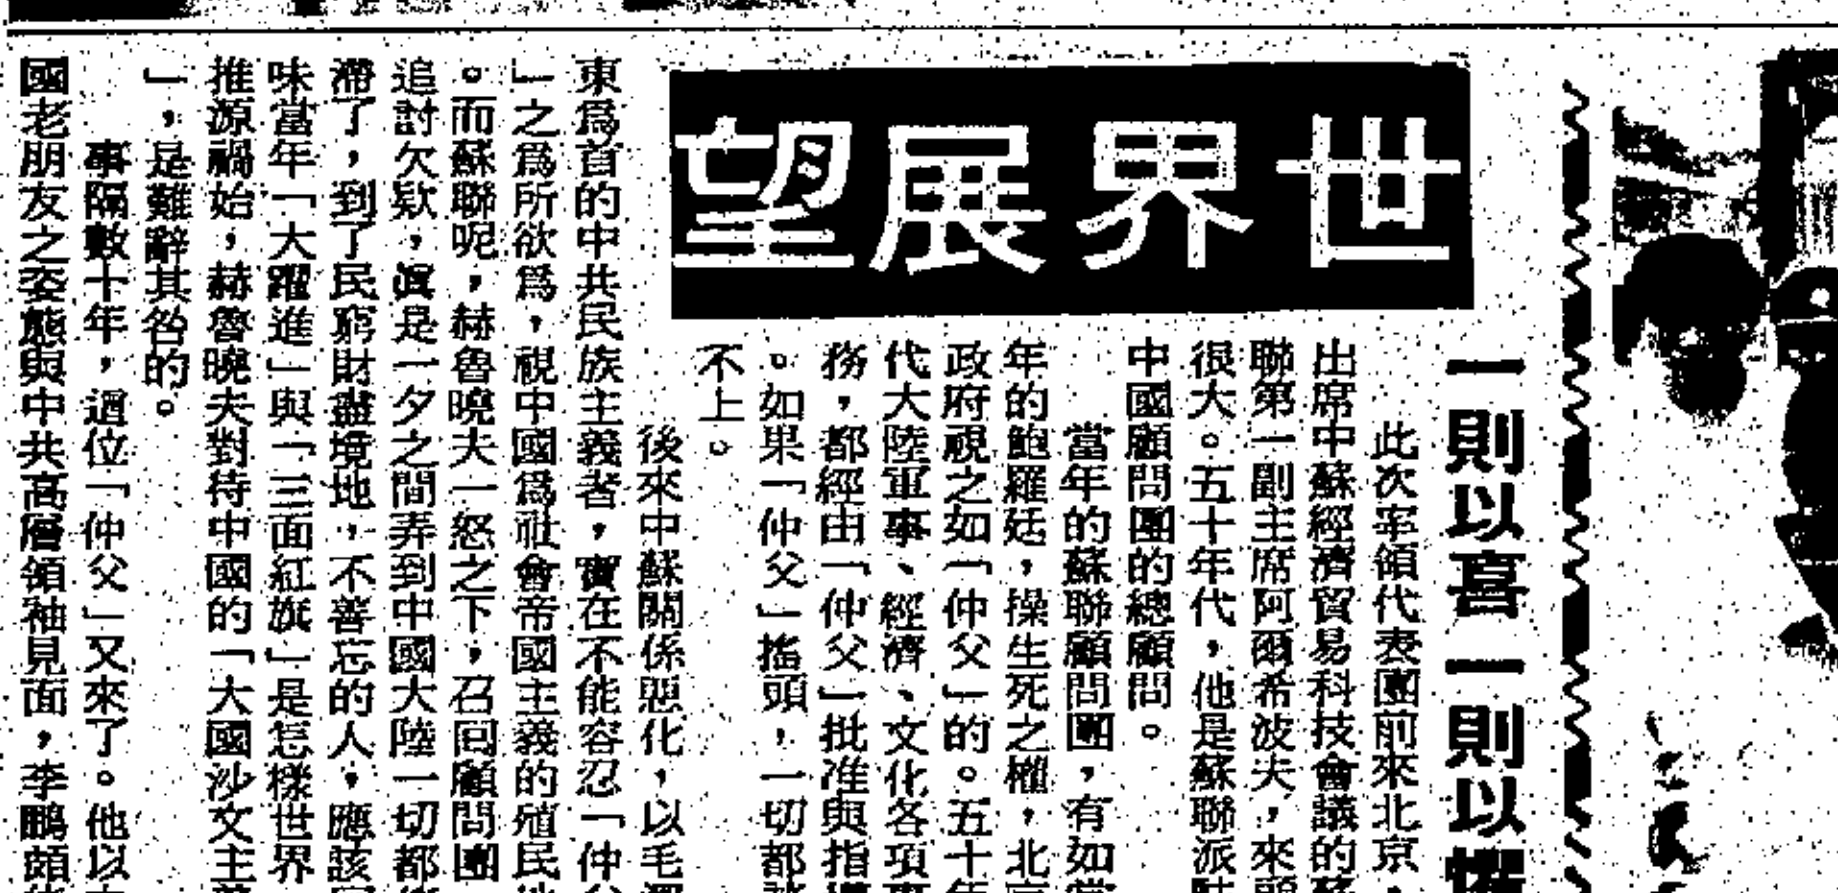 世界展望
一則以喜一則以懼
此次率領代表團前來北京，
出席中蘇經濟貿易科技會議的蘇
聯第一副主席阿爾希波夫，來頭
很大。五十年代，他是蘇聯派駐
中國顧問團的總顧問。
當年的蘇聯顧問團，有如當
年的鮑羅廷，操生死之權，北京
政府視之如「仲父」的。五十年
代大陸軍事、經濟、文化各項事
務，都經由「仲父」批准與指導
。如果「仲父」搖頭，一切都談
不上。
後來中蘇關係惡化，以毛澤
東爲首的中共民族主義者，實在不能容忍「仲父
」之爲所欲爲，視中國爲社會帝國主義的殖民地
。而蘇聯呢，赫魯曉夫一怒之下，召囘顧問團
追討欠欵，眞是一夕之間弄到中國大陸一切都
滯了，到了民窮財盡境地，不善忘的人，應該
味當年「大躍進」與「三面紅旗」是怎樣世界
推源禍始，赫魯曉夫對待中國的「大國沙文主義
」，是難辭其咎的。
事隔數十年，這位「仲父」又來了。他以
國老朋友之姿態與中共高層領袖見面，李鵬頗